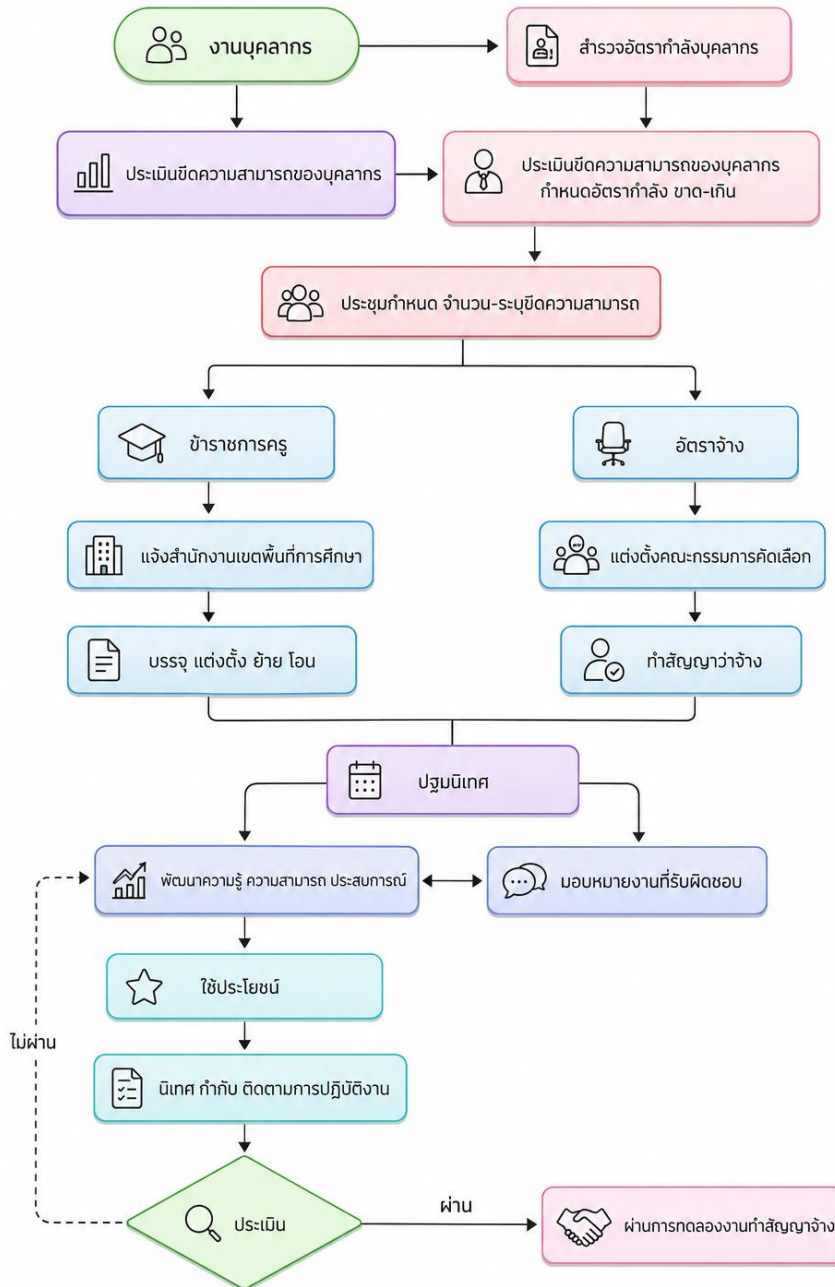 งานบุคลากร
สำรวจอัตรากำลังบุคลากร
ประเมินขีดความสามารถของบุคลากร
ประเมินขีดความสามารถของบุคลากร
กำหนดอัตรากำลัง ขาด-เกิน
ประชุมกำหนด จำนวน-ระบุขีดความสามารถ
ข้าราชการครู
อัตราจ้าง
แจ้งสำนักงานเขตพื้นที่การศึกษา
แต่งตั้งคณะกรรมการคัดเลือก
บรรจุ แต่งตั้ง ย้าย โอน
ทำสัญญาว่าจ้าง
ปฐมนิเทศ
พัฒนาความรู้ ความสามารถ ประสบการณ์
มอบหมายงานที่รับผิดชอบ
ใช้ประโยชน์
ไม่ผ่าน
นิเทศ กำกับ ติดตามการปฏิบัติงาน
ประเมิน
ผ่าน
ผ่านการทดลองงานทำสัญญาจ้าง